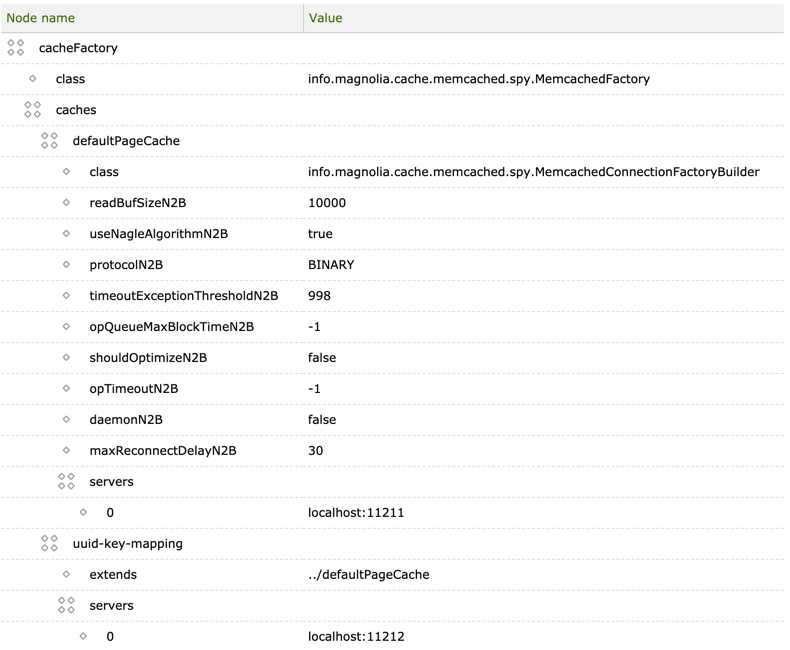 Node name Value
cacheFactory
class info.magnolia.cache.memcached.spy.MemcachedFactory
caches
defaultPageCache
class info.magnolia.cache.memcached.spy.MemcachedConnectionFactoryBuilder
readBufSizeN2B 10000
useNagleAlgorithmN2B true
protocolN2B BINARY
timeoutExceptionThresholdN2B 998
opQueueMaxBlockTimeN2B -1
shouldOptimizeN2B false
opTimeoutN2B -1
daemonN2B false
maxReconnectDelayN2B 30
servers
0 localhost:11211
uuid-key-mapping
extends ../defaultPageCache
servers
0 localhost:11212